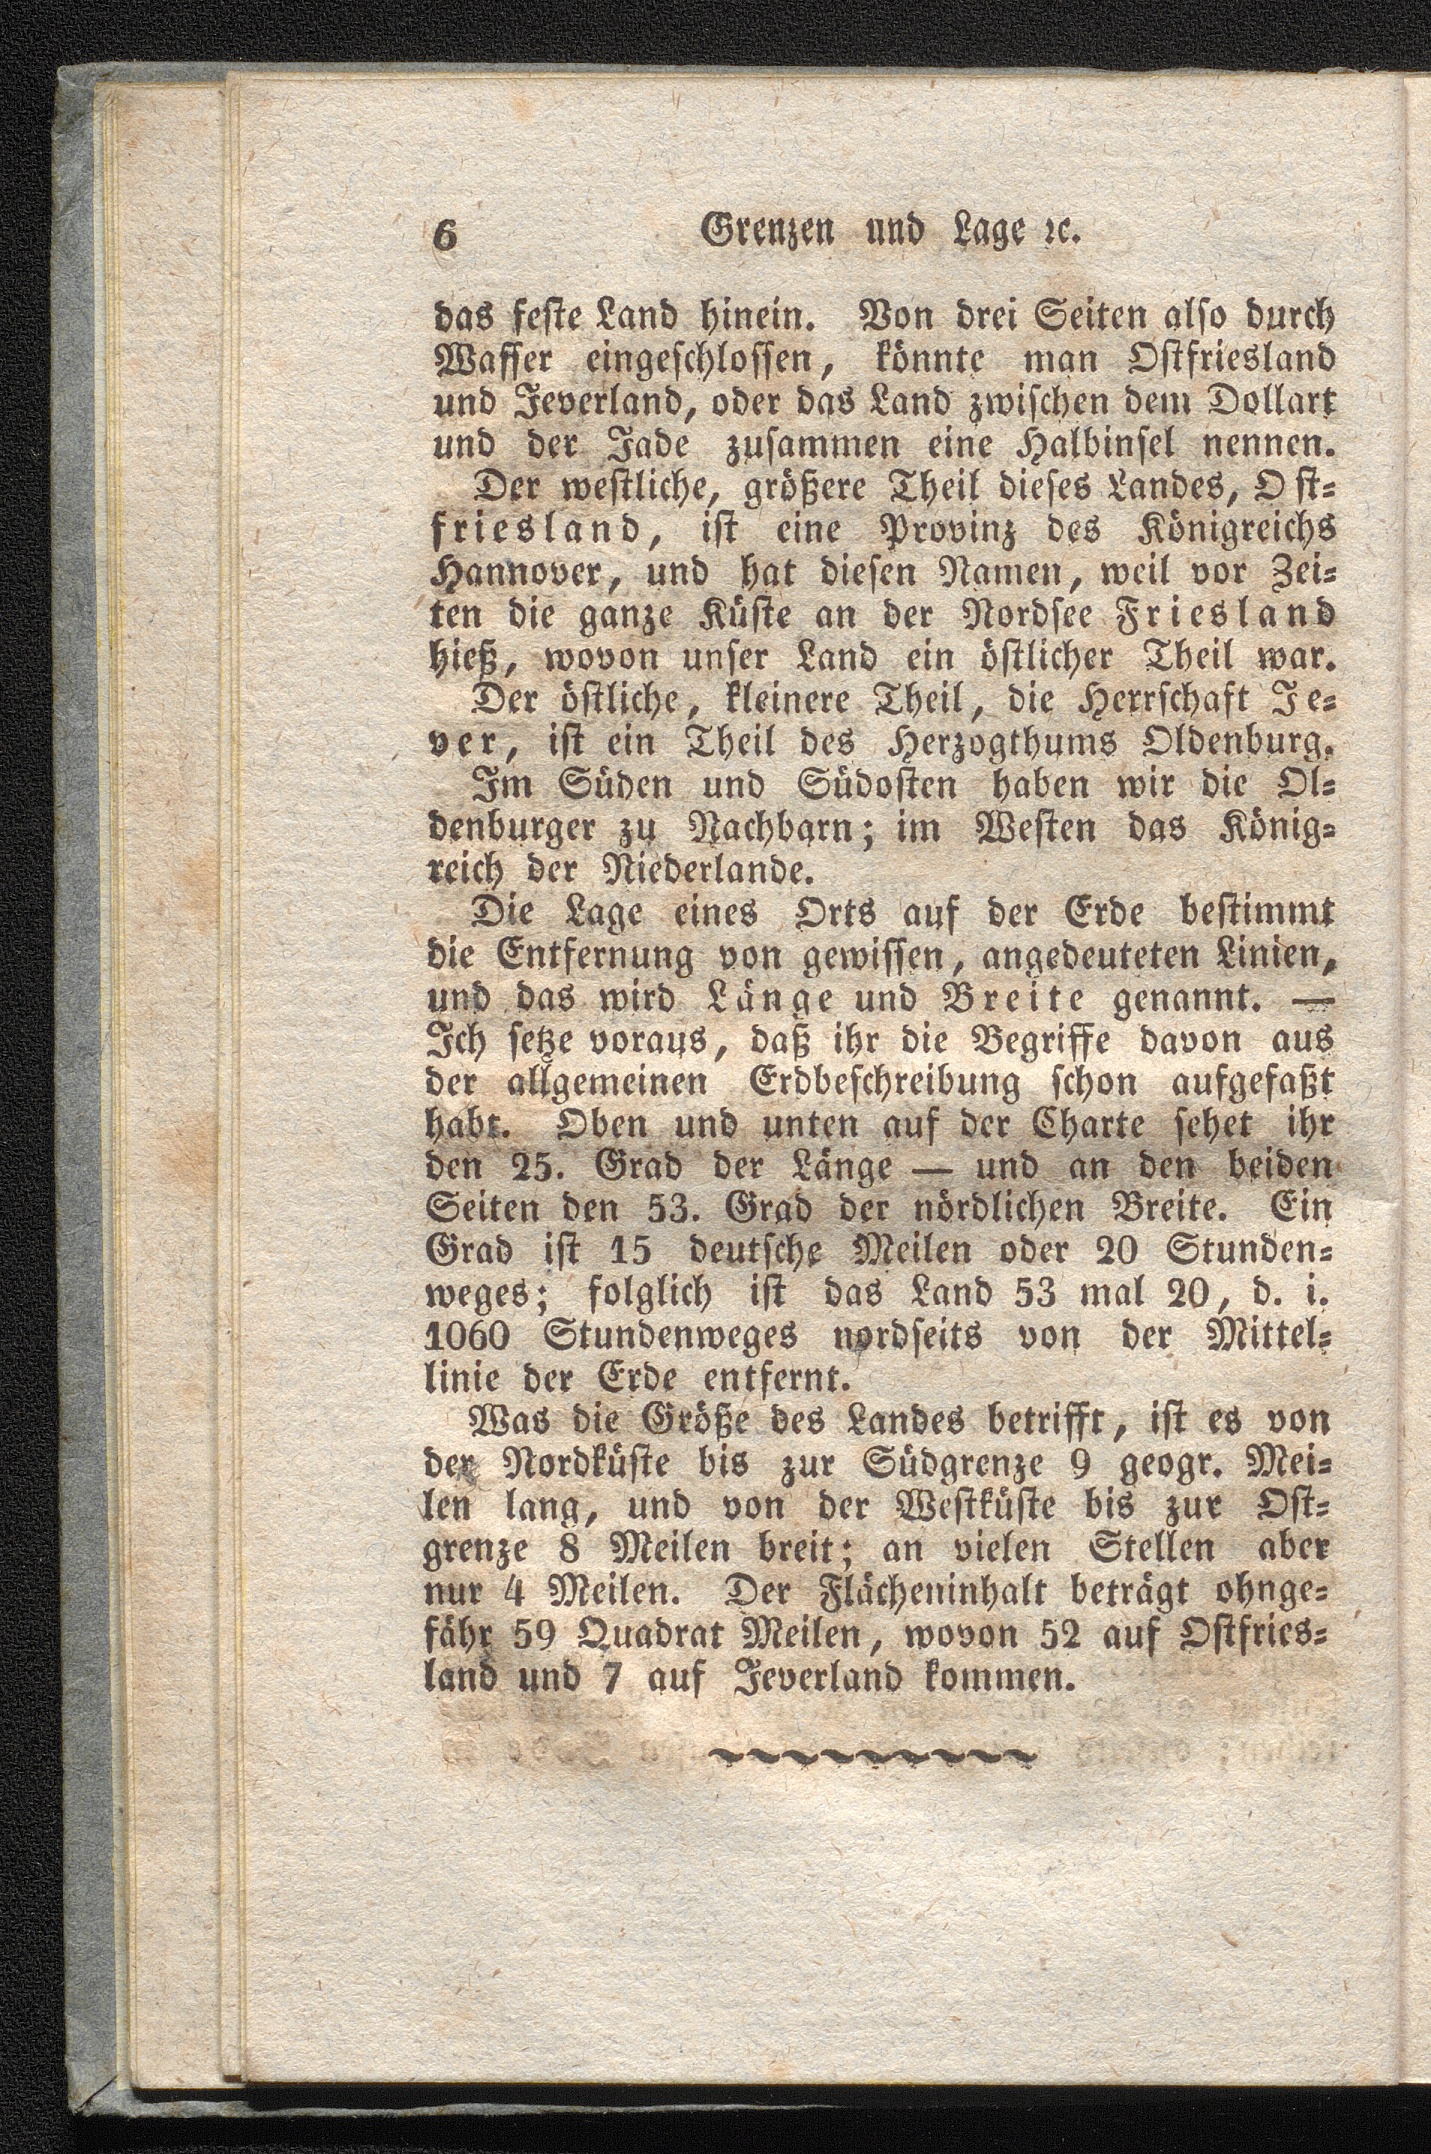 6 Grenzen und Lage ꝛc.
das feſte Land hinein. Von drei Seiten alſo durch
Waſſer eingeſchloſſen, könnte man Oſtfriesland
und Jeverland, oder das Land zwiſchen dem Dollart
und der Jade zuſammen eine Halbinſel nennen.
Der weſtliche, größere Theil dieſes Landes, Oſt⸗
friesland, iſt eine Provinz des Königreichs
Hannover, und hat dieſen Namen, weil vor Zei⸗
ten die ganze Küſte an der Nordſee Friesland
hieß, wovon unſer Land ein öſtlicher Theil war.
Der öſtliche, kleinere Theil, die Herrſchaft Je⸗
ver, iſt ein Theil des Herzogthums Oldenburg.
Im Süden und Südoſten haben wir die Ol⸗
denburger zu Nachbarn; im Weſten das König⸗
reich der Niederlande.
Die Lage eines Orts auf der Erde beſtimmt
die Entfernung von gewiſſen, angedeuteten Linien,
und das wird Länge und Breite genannt. —
Ich ſetze voraus, daß ihr die Begriffe davon aus
der allgemeinen Erdbeſchreibung ſchon aufgefaßt
habt. Oben und unten auf der Charte ſehet ihr
den 25. Grad der Länge — und an den beiden
Seiten den 53. Grad der nördlichen Breite. Ein
Grad iſt 15 deutſche Meilen oder 20 Stunden⸗
weges; folglich iſt das Land 53 mal 20, d. i.
1060 Stundenweges nordſeits von der Mittel⸗
linie der Erde entfernt.
Was die Größe des Landes betrifft, iſt es von
der Nordküſte bis zur Südgrenze 9 geogr. Mei⸗
len lang, und von der Weſtküſte bis zur Oſt⸗
grenze 8 Meilen breit; an vielen Stellen aber
nur 4 Meilen. Der Flächeninhalt beträgt ohnge⸗
fähr 59 Quadrat Meilen, wovon 52 auf Oſtfries⸗
land und 7 auf Jeverland kommen.